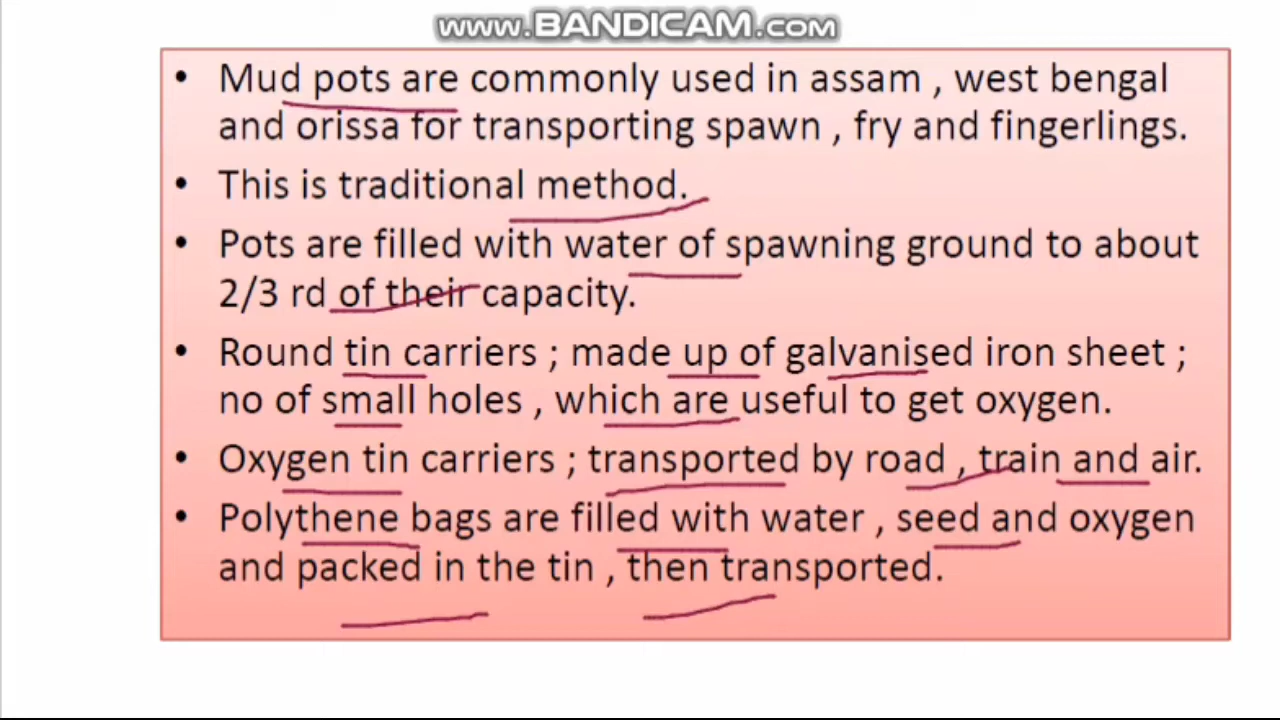 www.BANDICAM.com
• Mud pots are commonly used in assam , west bengal
and orissa for transporting spawn , fry and fingerlings.
• This is traditional method.
• Pots are filled with water of spawning ground to about
2/3 rd of their capacity.
• Round tin carriers ; made up of galvanised iron sheet ;
no of small holes , which are useful to get oxygen.
• Oxygen tin carriers ; transported by road , train and air.
• Polythene bags are filled with water , seed and oxygen
and packed in the tin , then transported.